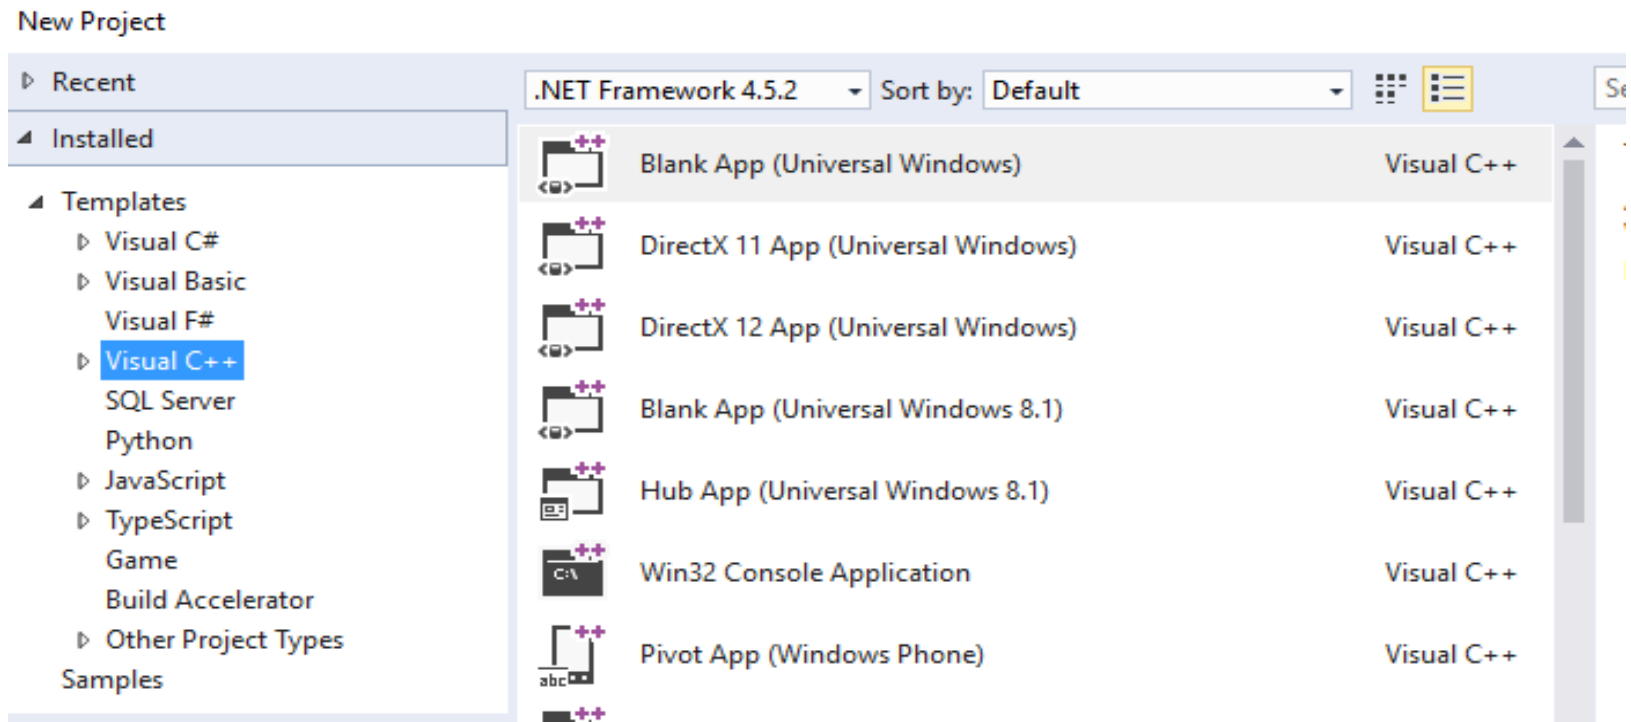 New Project
Recent
Installed
Templates
Visual C#
Visual Basic
Visual F#
Visual C++
SQL Server
Python
JavaScript
TypeScript
Game
Build Accelerator
Other Project Types
Samples
.NET Framework 4.5.2 Sort by: Default
Blank App (Universal Windows) Visual C++
DirectX 11 App (Universal Windows) Visual C++
DirectX 12 App (Universal Windows) Visual C++
Blank App (Universal Windows 8.1) Visual C++
Hub App (Universal Windows 8.1) Visual C++
C:\ Win32 Console Application Visual C++
abc Pivot App (Windows Phone) Visual C++